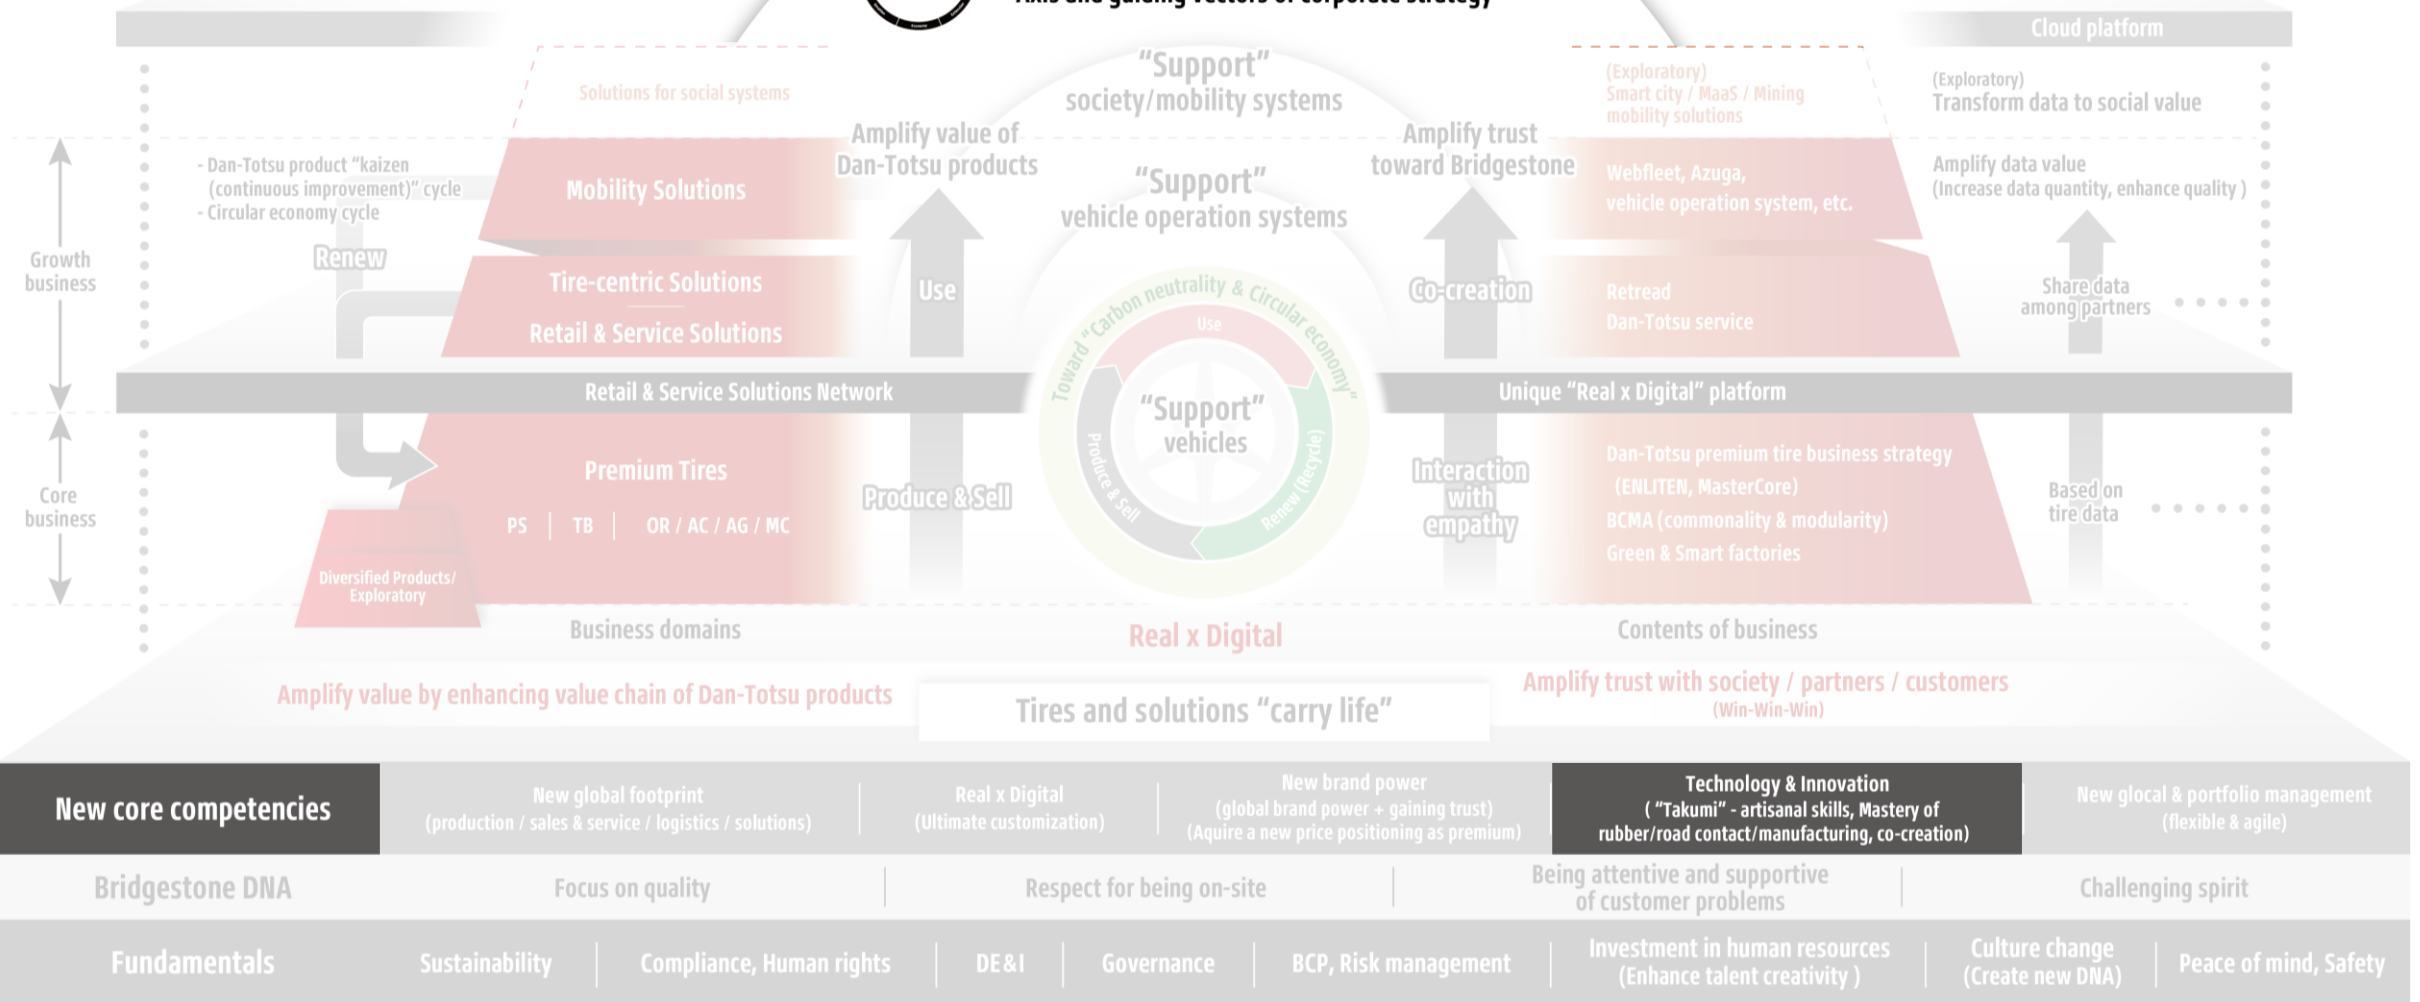 Axis and guiding vectors of corporate strategy
Cloud platform
Solutions for social systems
"Support"
society/mobility systems
(Exploratory)
Smart city / MaaS / Mining
mobility solutions
(Exploratory)
Transform data to social value
- Dan-Totsu product "kaizen
(continuous improvement)" cycle
- Circular economy cycle
Renew
Growth
business
Mobility Solutions
Amplify value of
Dan-Totsu products
"Support"
vehicle operation systems
Amplify trust
toward Bridgestone
Webfleet, Azuga,
vehicle operation system, etc.
Amplify data value
(Increase data quantity, enhance quality )
Tire-centric Solutions
Retail & Service Solutions
Use
Toward "Carbon neutrality & Circular economy"
Use
Co-creation
Retread
Dan-Totsu service
Share data
among partners
Retail & Service Solutions Network
"Support"
vehicles
Produce & Sell
Renew (Recycle)
Unique "Real x Digital" platform
Core
business
Premium Tires
PS
TB
OR / AC / AG / MC
Diversified Products/
Exploratory
Produce & Sell
Interaction
with
empathy
Dan-Totsu premium tire business strategy
(ENLITEN, MasterCore)
BCMA (commonality & modularity)
Green & Smart factories
Based on
tire data
Business domains
Real x Digital
Contents of business
Amplify value by enhancing value chain of Dan-Totsu products
Tires and solutions "carry life"
Amplify trust with society / partners / customers
(Win-Win-Win)
New core competencies
New global footprint
(production / sales & service / logistics / solutions)
Real x Digital
(Ultimate customization)
New brand power
(global brand power + gaining trust)
(Aquire a new price positioning as premium)
Technology & Innovation
( "Takumi" - artisanal skills, Mastery of
rubber/road contact/manufacturing, co-creation)
New glocal & portfolio management
(flexible & agile)
Bridgestone DNA
Focus on quality
Respect for being on-site
Being attentive and supportive
of customer problems
Challenging spirit
Fundamentals
Sustainability
Compliance, Human rights
DE&I
Governance
BCP, Risk management
Investment in human resources
(Enhance talent creativity )
Culture change
(Create new DNA)
Peace of mind, Safety